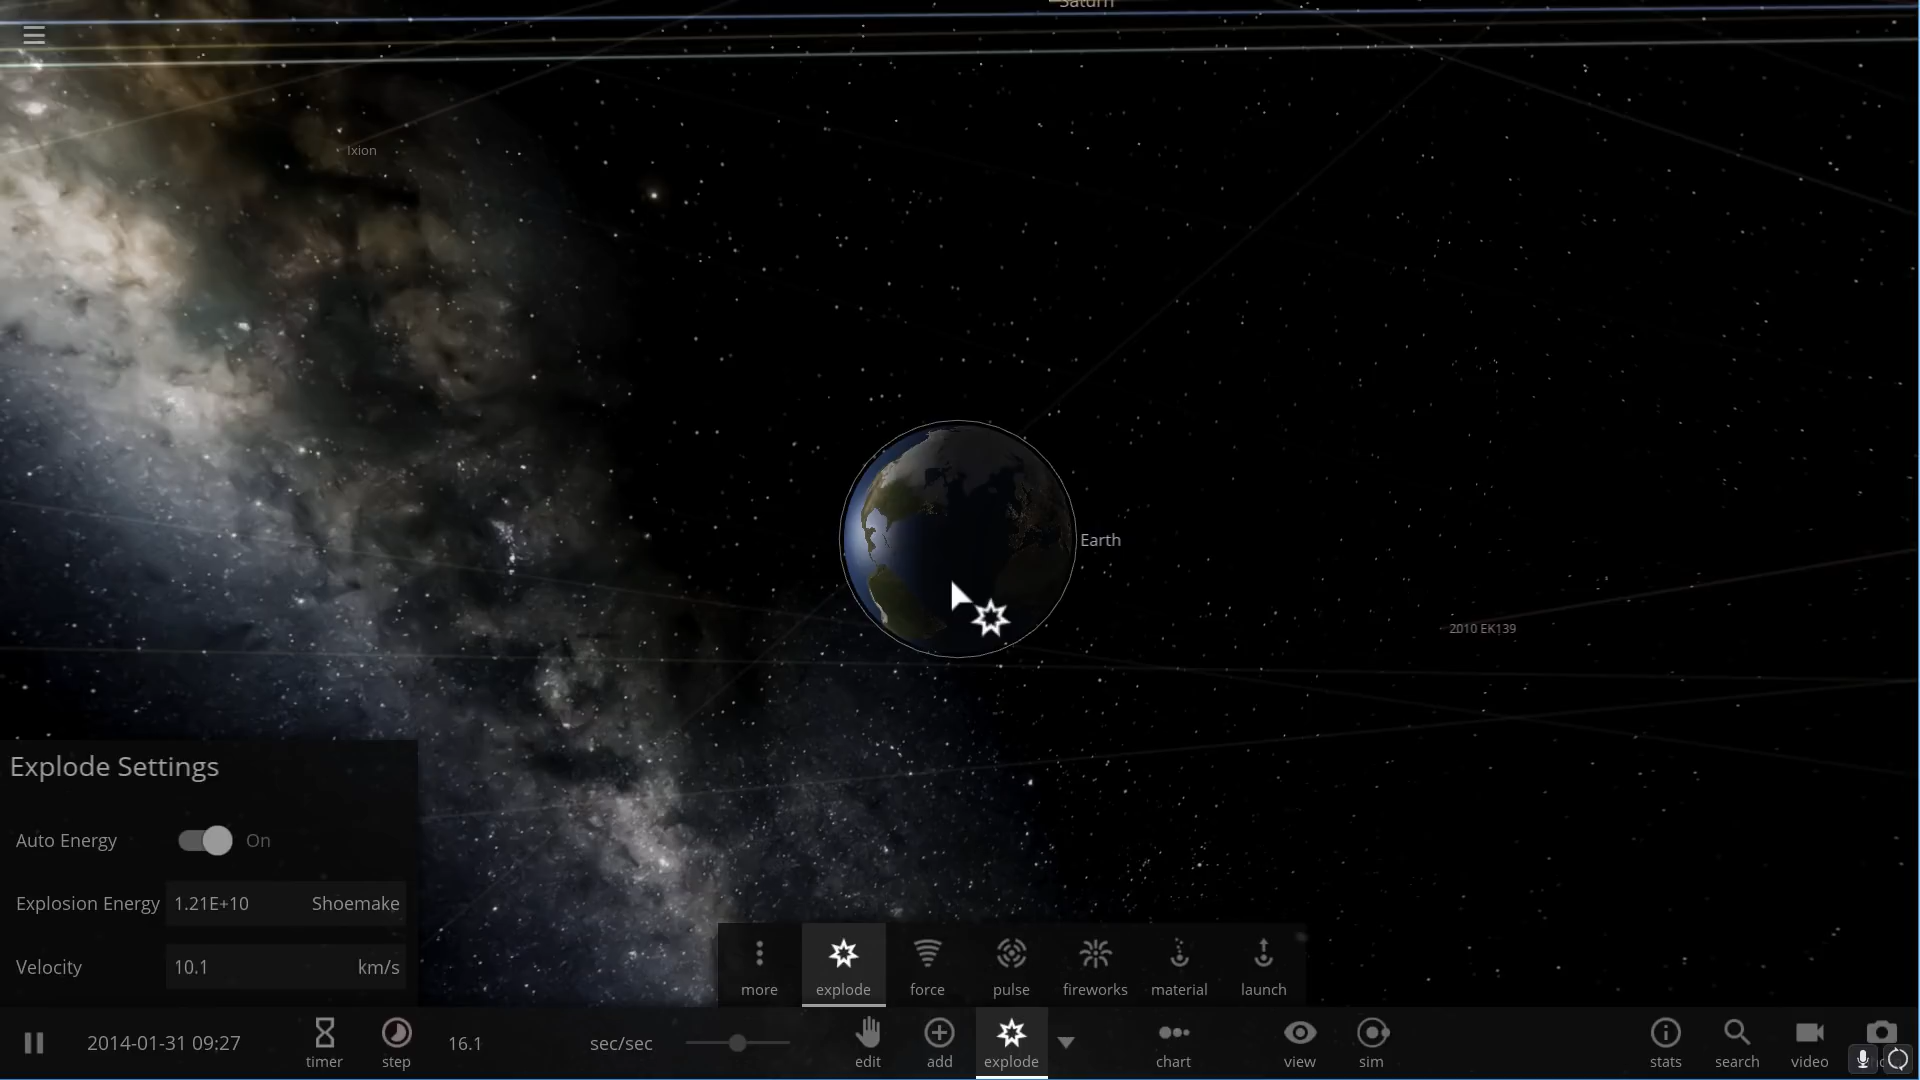 Saturn
Ixion
Earth
2010 EK139
Explode Settings
Auto Energy On
Explosion Energy 1.21E+10 Shoemake
Velocity 10.1 km/s
more explode force pulse fireworks material launch
2014-01-31 09:27 timer step 16.1 sec/sec edit add explode chart view sim stats search video